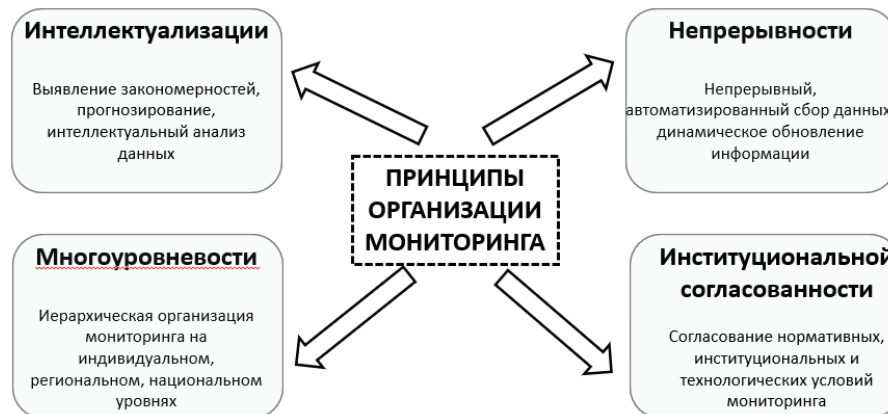 Интеллектуализации
Выявление закономерностей,
прогнозирование,
интеллектуальный анализ
данных
Непрерывности
Непрерывный,
автоматизированный сбор данных
динамическое обновление
информации
ПРИНЦИПЫ
ОРГАНИЗАЦИИ
МОНИТОРИНГА
Многоуровневости
Иерархическая организация
мониторинга на
индивидуальном,
региональном, национальном
уровнях
Институциональной
согласованности
Согласование нормативных,
институциональных и
технологических условий
мониторинга